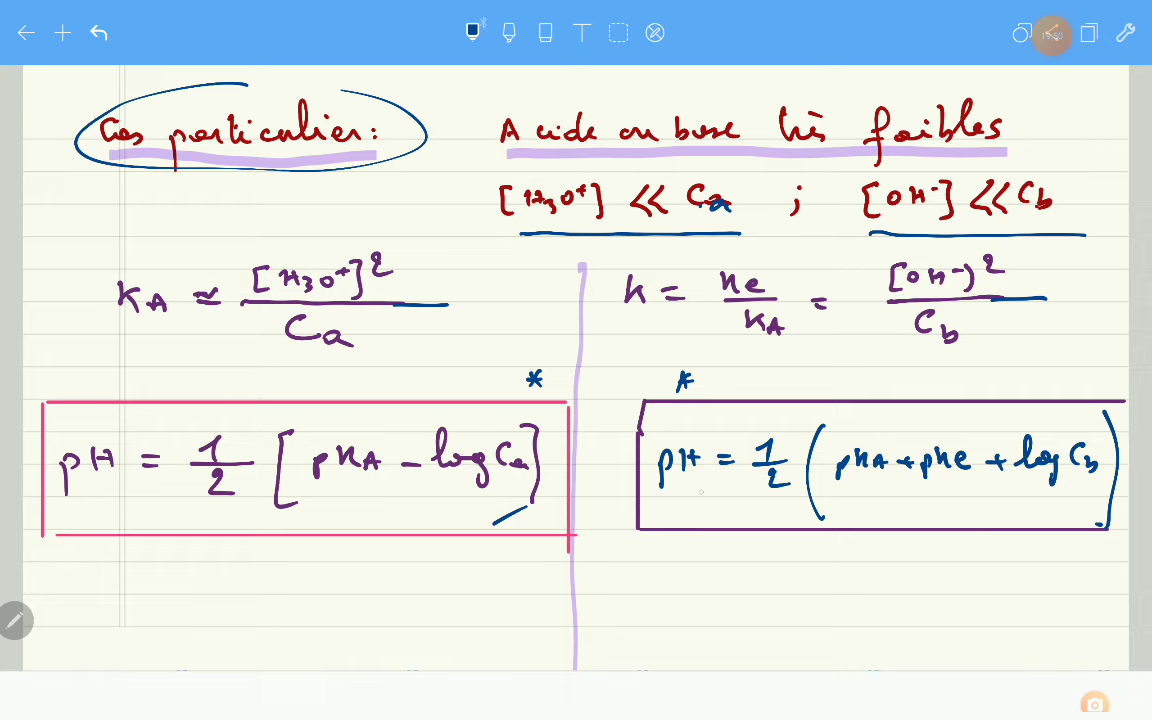 Cas particulier : Acide ou base très faibles
[H₃O⁺] << Ca ; [OH⁻] << Cb
KA ≃ [H₃O⁺]² / Ca
K = Ke / KA = [OH⁻)² / Cb
* *
pH = 1/2 [pKA - log Ca]
pH = 1/2 (pKA + pKe + log Cb)